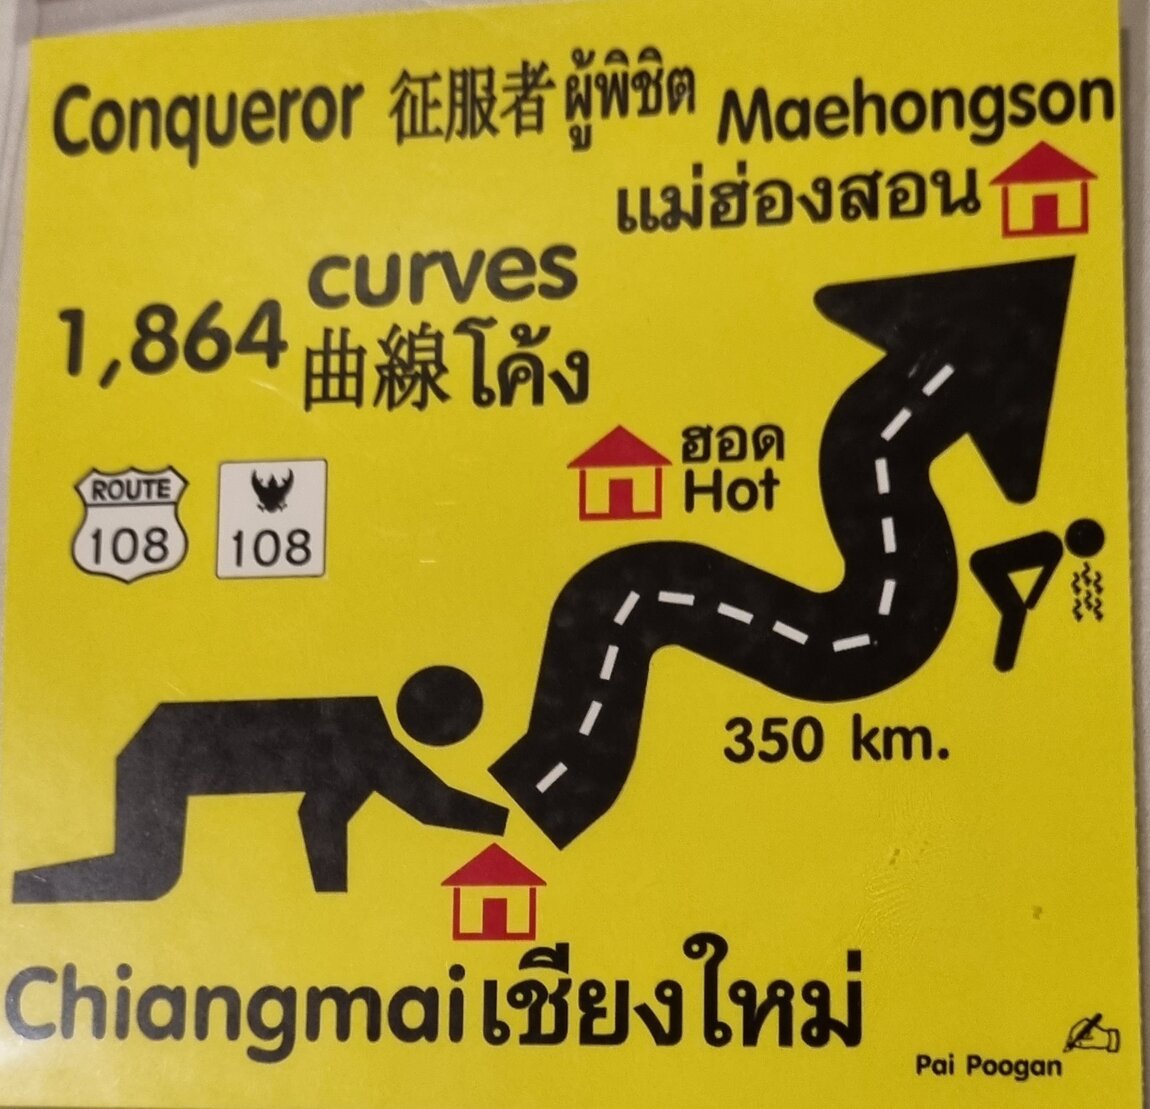 Conqueror 征服者 ผู้พิชิต Maehongson
แม่ฮ่องสอน
1,864 curves
曲線 โค้ง
ROUTE
108
108
ฮอด
Hot
350 km.
Chiangmai เชียงใหม่
Pai Poogan